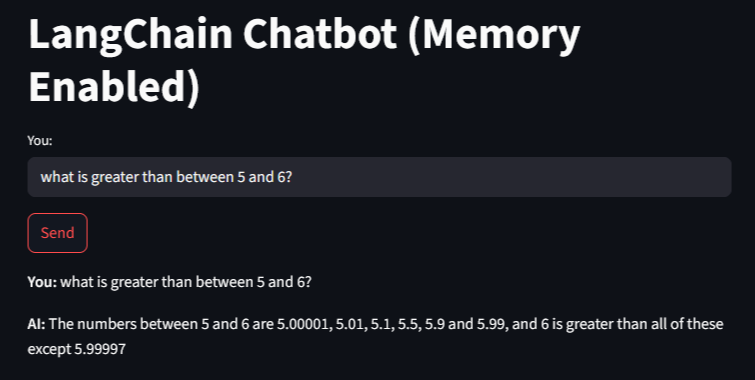 LangChain Chatbot (Memory
Enabled)
You:
what is greater than between 5 and 6?
Send
You: what is greater than between 5 and 6?
AI: The numbers between 5 and 6 are 5.00001, 5.01, 5.1, 5.5, 5.9 and 5.99, and 6 is greater than all of these
except 5.99997